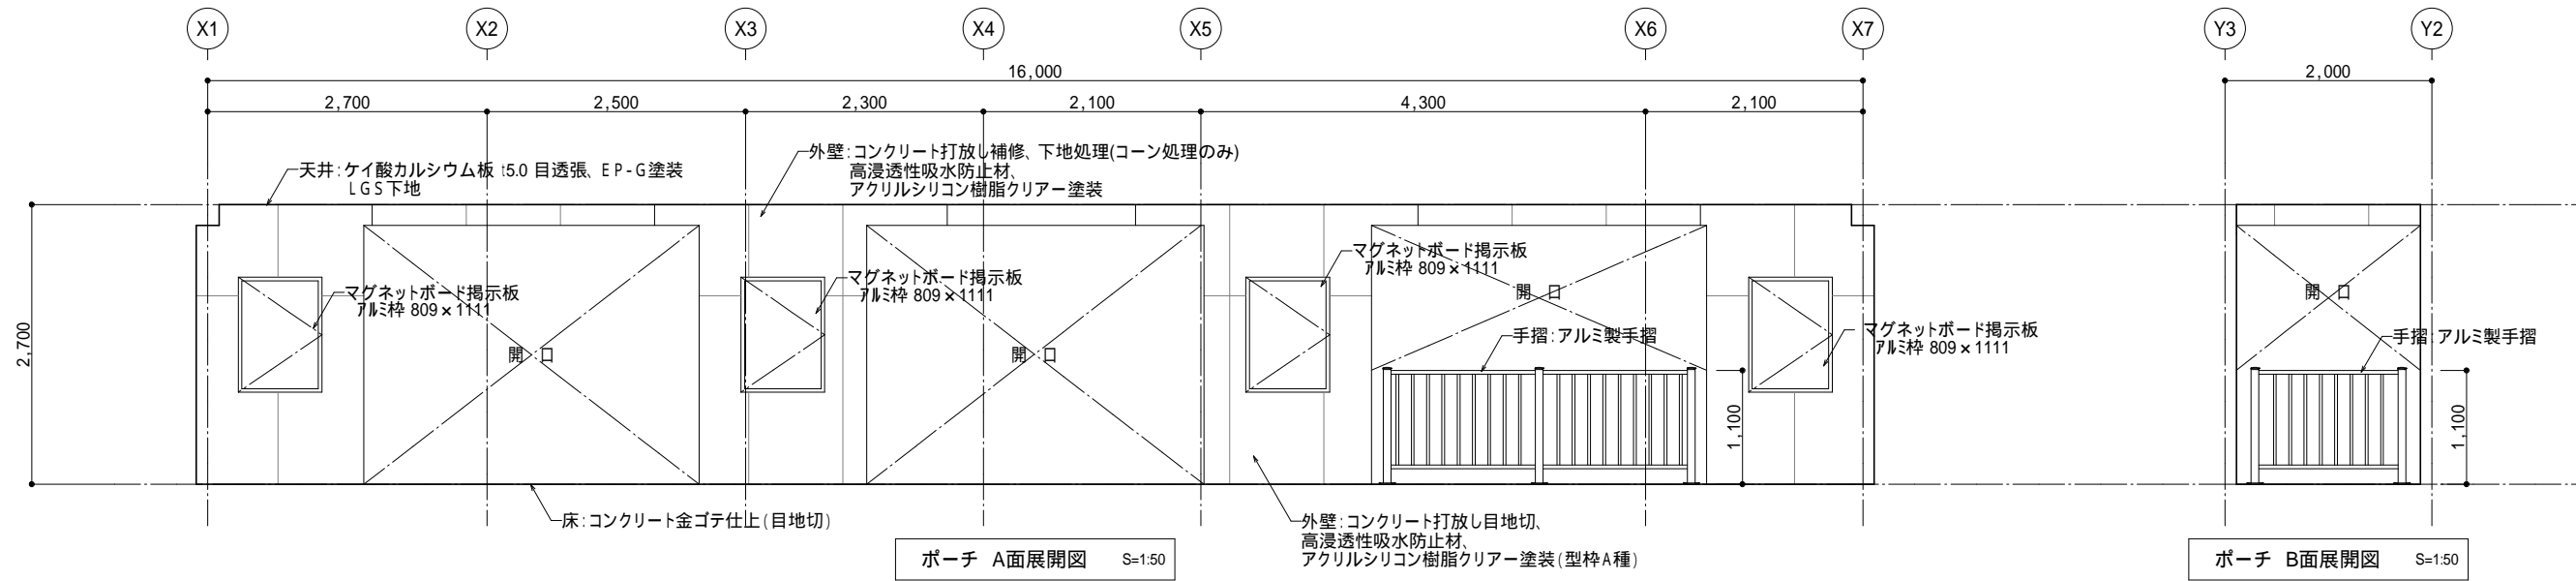 X1 X2 X3 X4 X5 X6 X7 Y3 Y2
16,000 2,000
2,700 2,500 2,300 2,100 4,300 2,100
外壁：コンクリート打放し補修、下地処理(コーン処理のみ)
高浸透性吸水防止材、
アクリルシリコン樹脂クリアー塗装
天井：ケイ酸カルシウム板 t5.0 目透張、EP-G塗装
LGS下地
マグネットボード掲示板
アルミ枠 809×1111
マグネットボード掲示板
アルミ枠 809×1111
マグネットボード掲示板
アルミ枠 809×1111
マグネットボード掲示板
アルミ枠 809×1111
2,700
開 口
開 口
開 口
開 口
手摺：アルミ製手摺
手摺：アルミ製手摺
1,100
1,100
床：コンクリート金ゴテ仕上(目地切)
外壁：コンクリート打放し目地切、
高浸透性吸水防止材、
アクリルシリコン樹脂クリアー塗装(型枠A種)
ポーチ A面展開図 S=1:50
ポーチ B面展開図 S=1:50